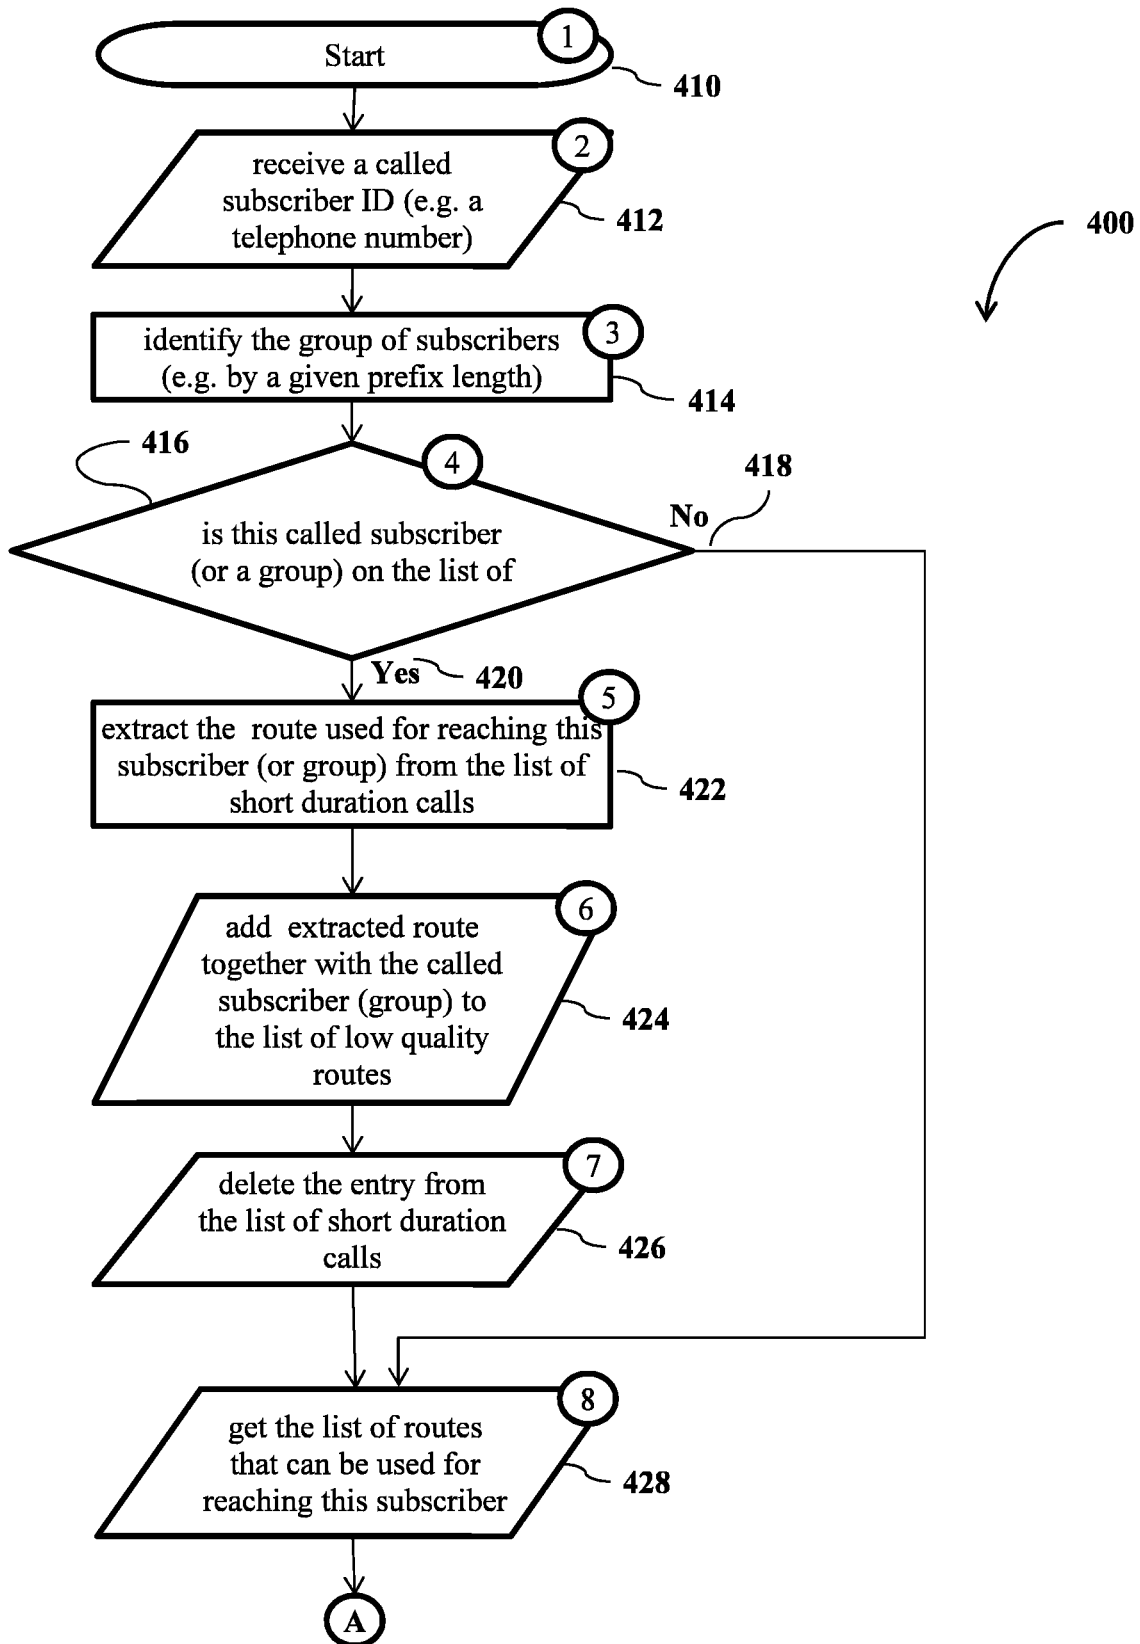 1
Start
410
2
receive a called
subscriber ID (e.g. a
telephone number)
412
400
3
identify the group of subscribers
(e.g. by a given prefix length)
414
416
4
418
No
is this called subscriber
(or a group) on the list of
Yes
420
5
extract the  route used for reaching this
subscriber (or group) from the list of
short duration calls
422
6
add  extracted route
together with the called
subscriber (group) to
the list of low quality
routes
424
7
delete the entry from
the list of short duration
calls
426
8
get the list of routes
that can be used for
reaching this subscriber
428
A